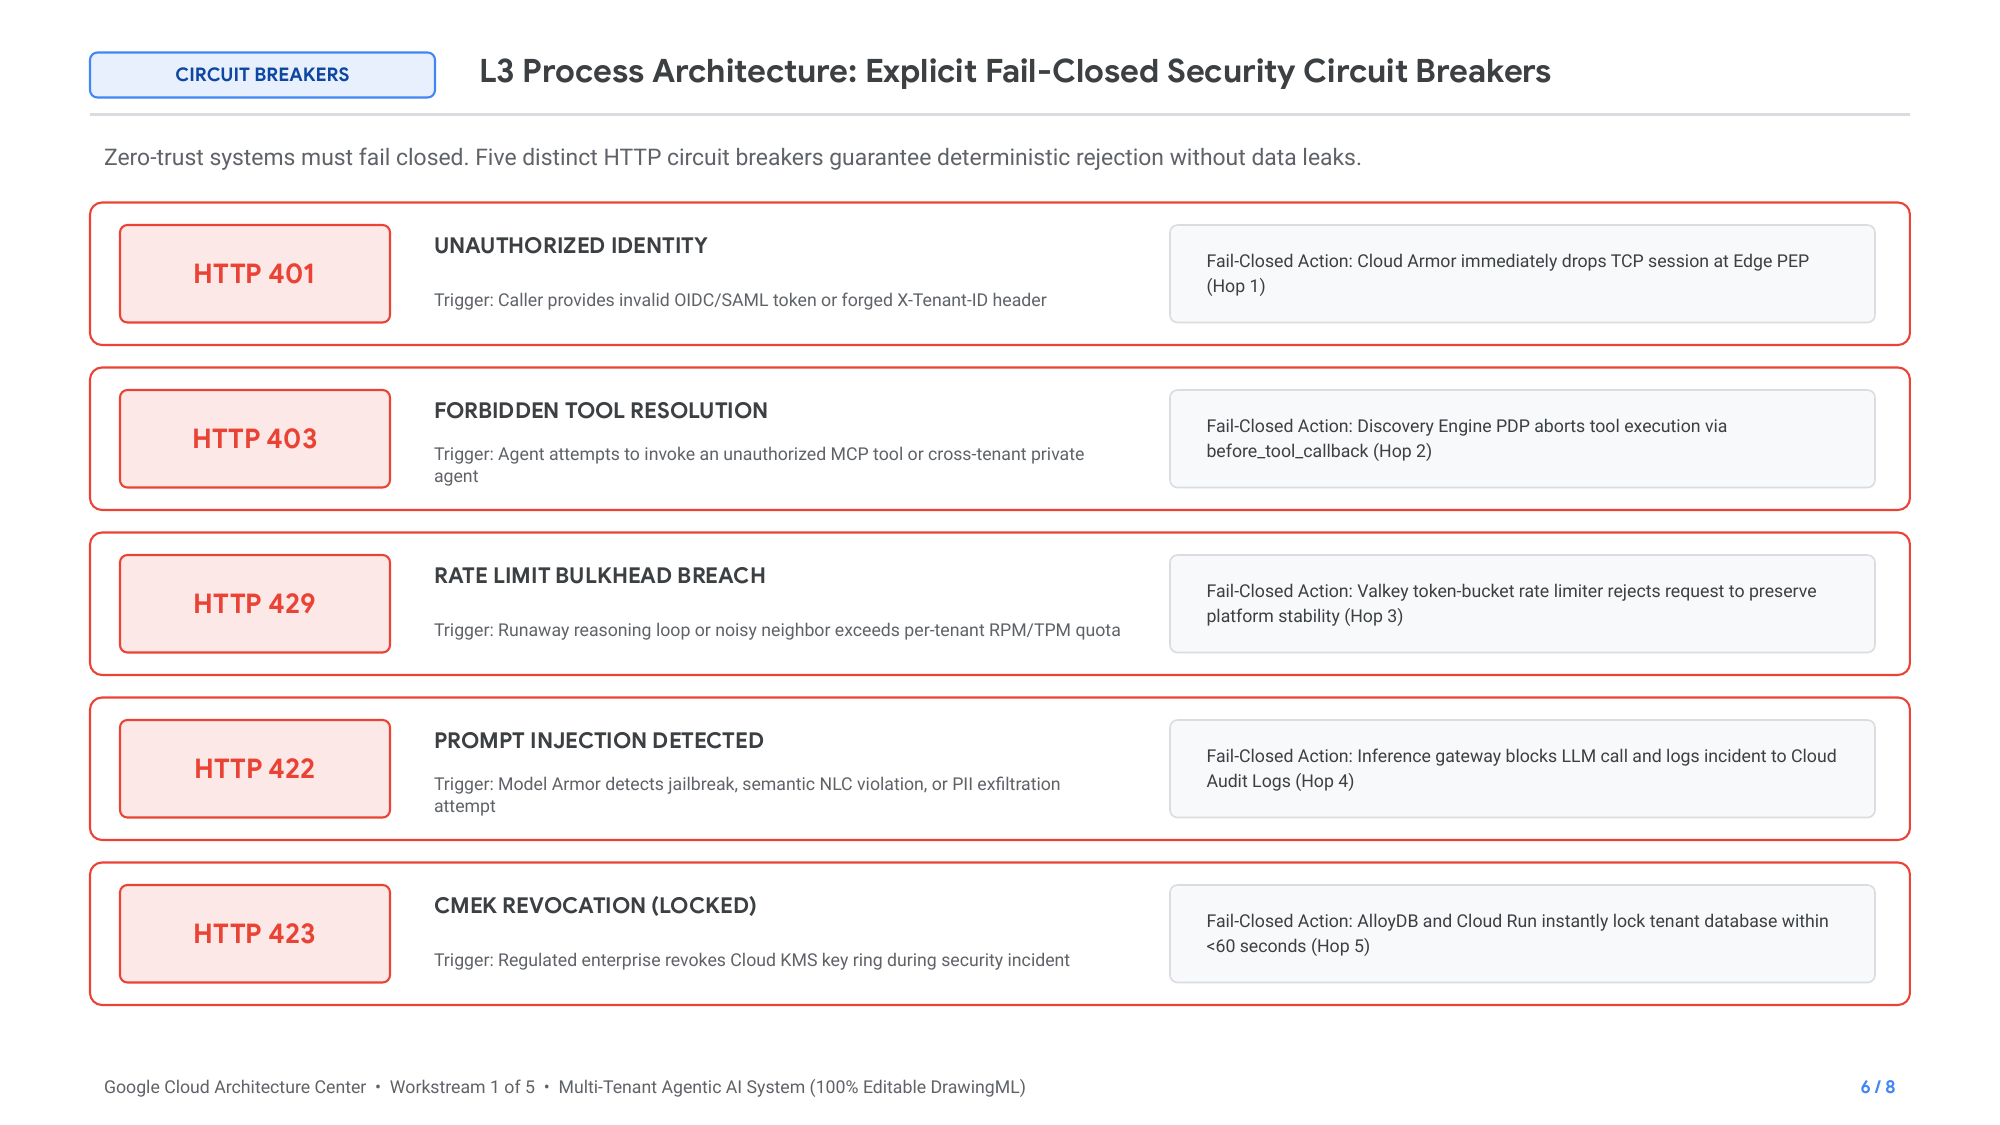 CIRCUIT BREAKERS
L3 Process Architecture: Explicit Fail-Closed Security Circuit Breakers
Zero-trust systems must fail closed. Five distinct HTTP circuit breakers guarantee deterministic rejection without data leaks.
HTTP 401
UNAUTHORIZED IDENTITY
Trigger: Caller provides invalid OIDC/SAML token or forged X-Tenant-ID header
Fail-Closed Action: Cloud Armor immediately drops TCP session at Edge PEP
(Hop 1)
HTTP 403
FORBIDDEN TOOL RESOLUTION
Trigger: Agent attempts to invoke an unauthorized MCP tool or cross-tenant private
agent
Fail-Closed Action: Discovery Engine PDP aborts tool execution via
before_tool_callback (Hop 2)
HTTP 429
RATE LIMIT BULKHEAD BREACH
Trigger: Runaway reasoning loop or noisy neighbor exceeds per-tenant RPM/TPM quota
Fail-Closed Action: Valkey token-bucket rate limiter rejects request to preserve
platform stability (Hop 3)
HTTP 422
PROMPT INJECTION DETECTED
Trigger: Model Armor detects jailbreak, semantic NLC violation, or PII exfiltration
attempt
Fail-Closed Action: Inference gateway blocks LLM call and logs incident to Cloud
Audit Logs (Hop 4)
HTTP 423
CMEK REVOCATION (LOCKED)
Trigger: Regulated enterprise revokes Cloud KMS key ring during security incident
Fail-Closed Action: AlloyDB and Cloud Run instantly lock tenant database within
<60 seconds (Hop 5)
Google Cloud Architecture Center • Workstream 1 of 5 • Multi-Tenant Agentic AI System (100% Editable DrawingML)
6 / 8